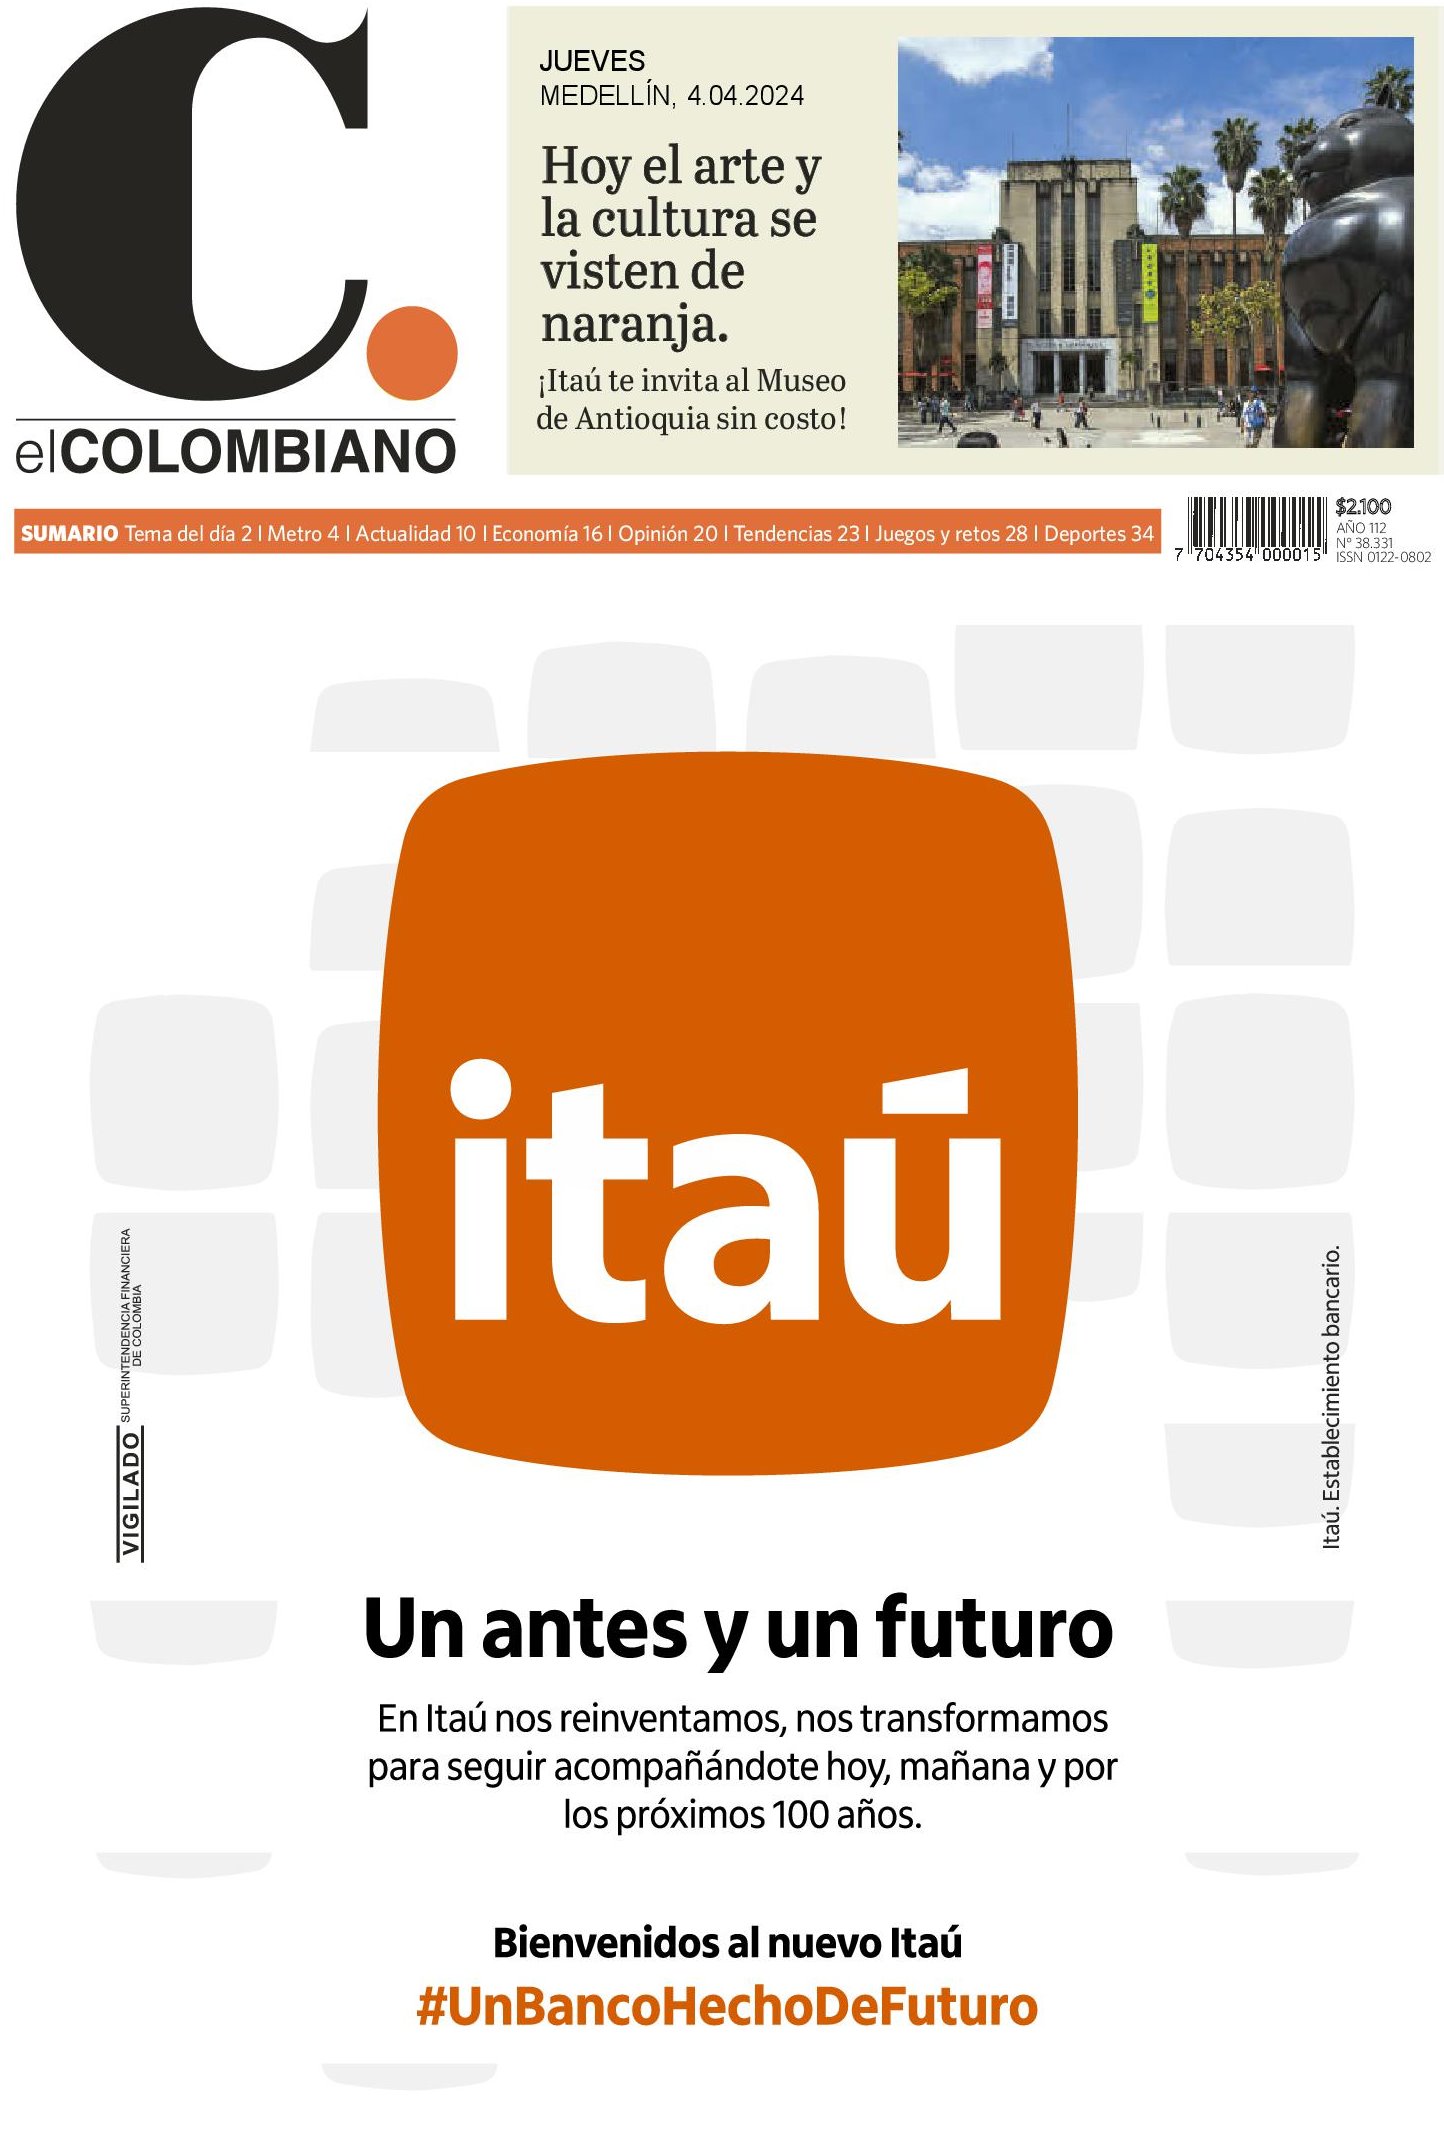 C.
elCOLOMBIANO
JUEVES
MEDELLÍN, 4.04.2024
Hoy el arte y
la cultura se
visten de
naranja.
¡Itaú te invita al Museo
de Antioquia sin costo!
SUMARIO Tema del día 2 | Metro 4 | Actualidad 10 | Economía 16 | Opinión 20 | Tendencias 23 | Juegos y retos 28 | Deportes 34
7 704354 000015
$2.100
AÑO 112
N° 38.331
ISSN 0122-0802
itaú
VIGILADO SUPERINTENDENCIA FINANCIERA
DE COLOMBIA
Itaú. Establecimiento bancario.
Un antes y un futuro
En Itaú nos reinventamos, nos transformamos
para seguir acompañándote hoy, mañana y por
los próximos 100 años.
Bienvenidos al nuevo Itaú
#UnBancoHechoDeFuturo